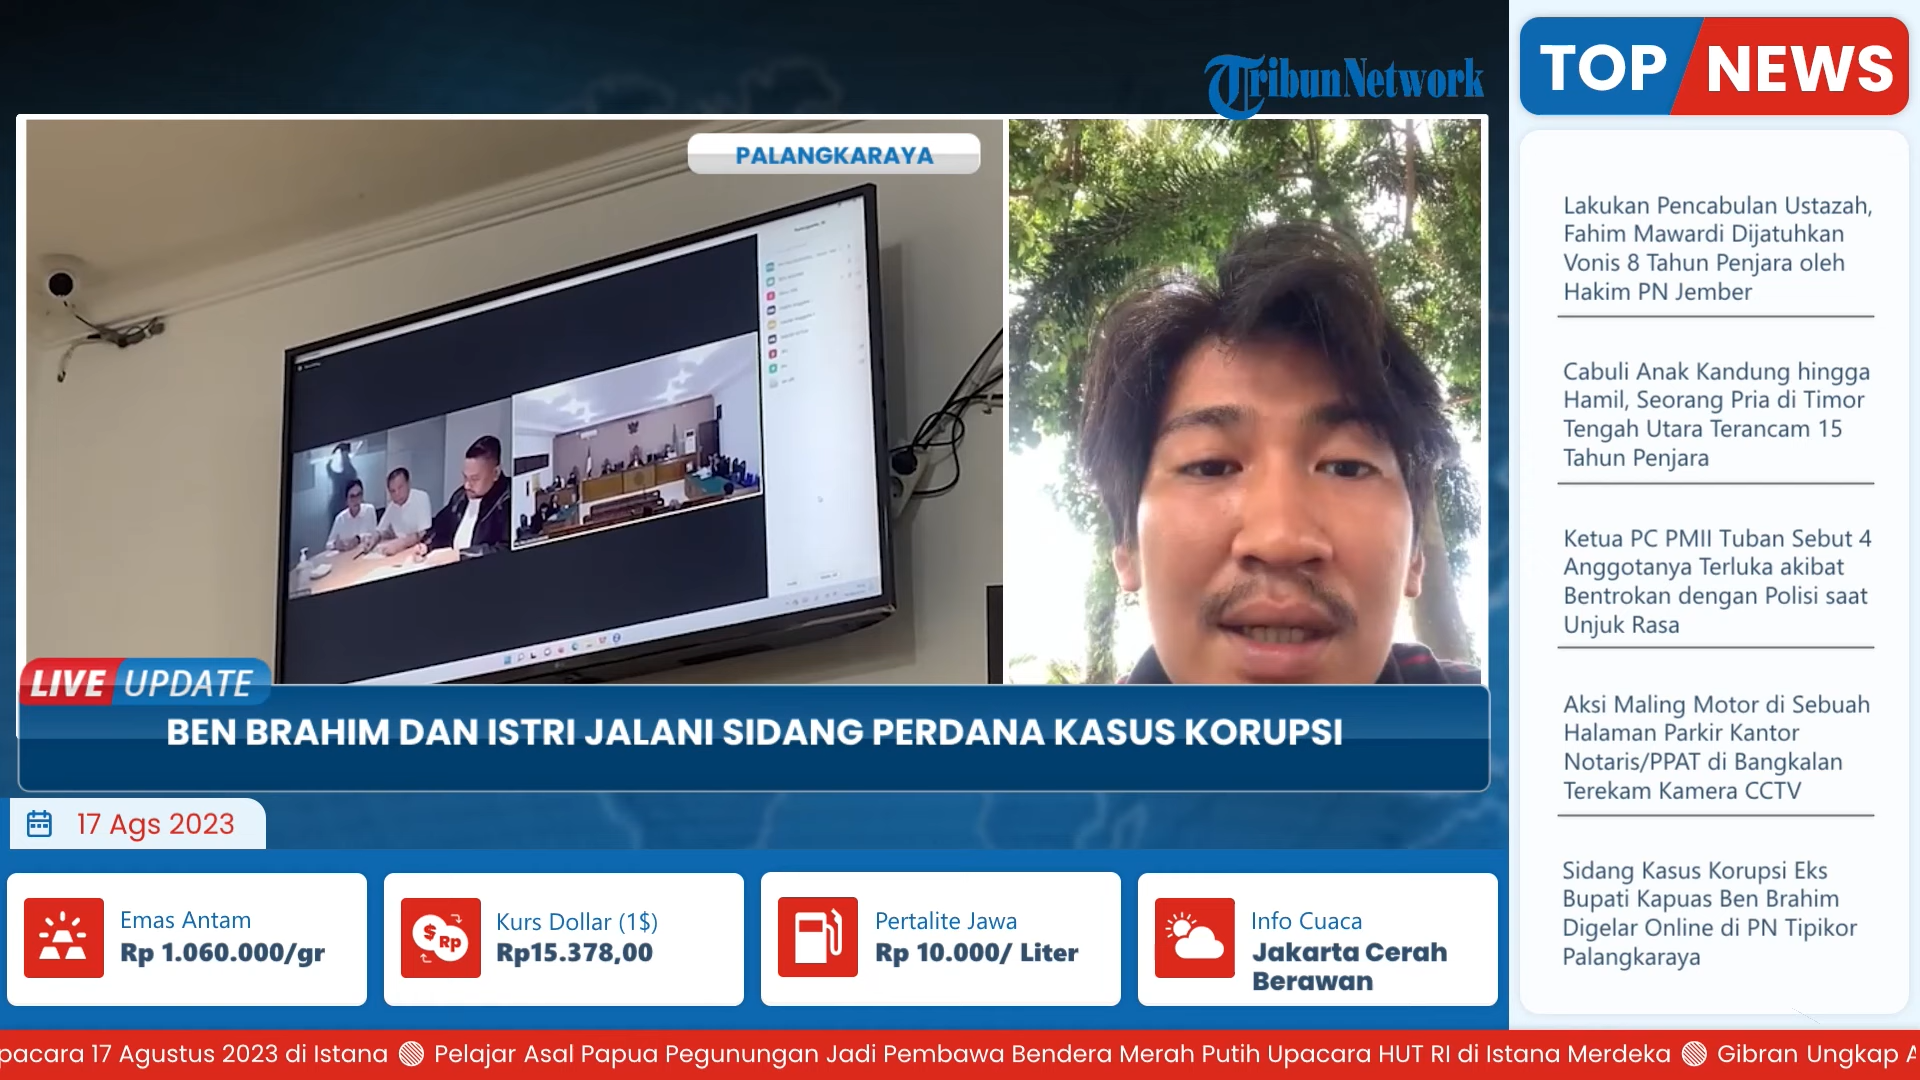 TribunNetwork
PALANGKARAYA
LIVE UPDATE
BEN BRAHIM DAN ISTRI JALANI SIDANG PERDANA KASUS KORUPSI
17 Ags 2023
Emas Antam
Rp 1.060.000/gr
Kurs Dollar (1$)
Rp15.378,00
Pertalite Jawa
Rp 10.000/ Liter
Info Cuaca
Jakarta Cerah
Berawan
TOP NEWS
Lakukan Pencabulan Ustazah,
Fahim Mawardi Dijatuhkan
Vonis 8 Tahun Penjara oleh
Hakim PN Jember
Cabuli Anak Kandung hingga
Hamil, Seorang Pria di Timor
Tengah Utara Terancam 15
Tahun Penjara
Ketua PC PMII Tuban Sebut 4
Anggotanya Terluka akibat
Bentrokan dengan Polisi saat
Unjuk Rasa
Aksi Maling Motor di Sebuah
Halaman Parkir Kantor
Notaris/PPAT di Bangkalan
Terekam Kamera CCTV
Sidang Kasus Korupsi Eks
Bupati Kapuas Ben Brahim
Digelar Online di PN Tipikor
Palangkaraya
pacara 17 Agustus 2023 di Istana Pelajar Asal Papua Pegunungan Jadi Pembawa Bendera Merah Putih Upacara HUT RI di Istana Merdeka Gibran Ungkap A